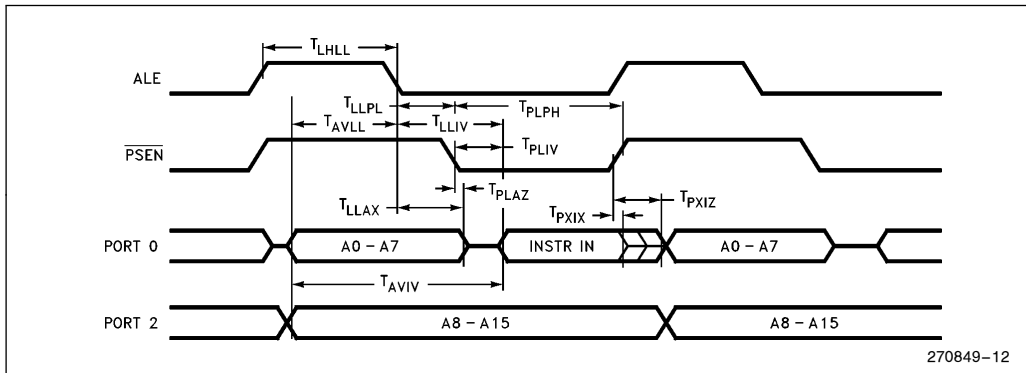 T_LHLL
ALE
T_LLPL
T_PLPH
T_AVLL
T_LLIV
PSEN
T_PLIV
T_PLAZ
T_LLAX
T_PXIZ
T_PXIX
PORT 0
A0 – A7
INSTR IN
A0 – A7
T_AVIV
PORT 2
A8 – A15
A8 – A15
270849–12